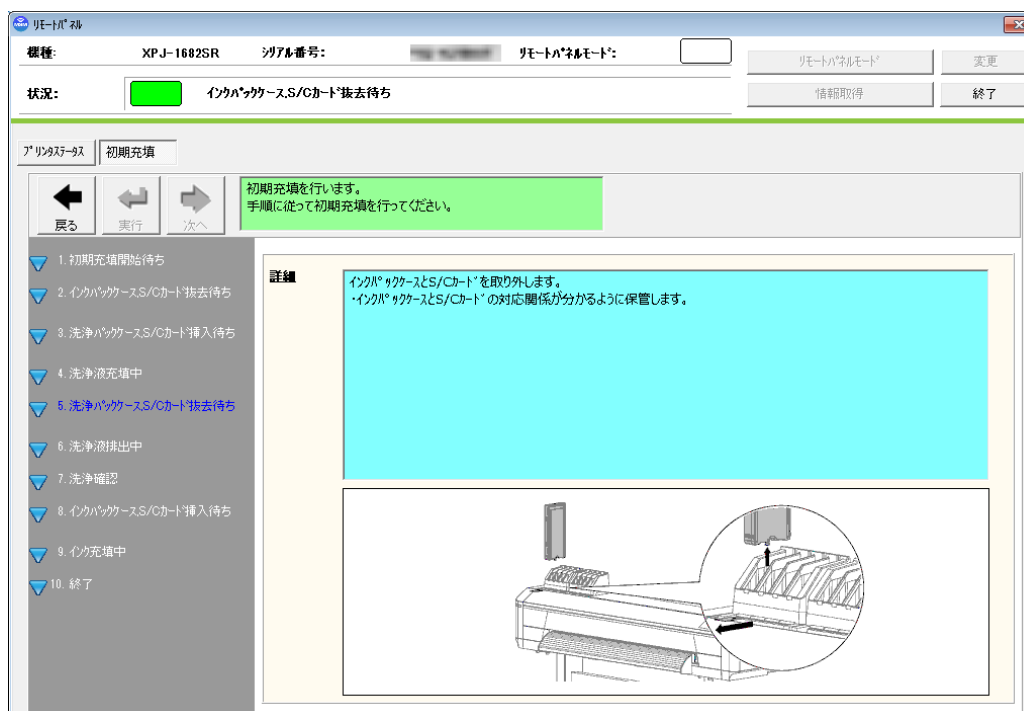 リモートパネル
機種: XPJ-1682SR シリアル番号: リモートパネルモード: リモートパネルモード 変更
状況: インクパックケース,S/Cカード抜去待ち 情報取得 終了
プリンタステータス 初期充填
戻る 実行 次へ
初期充填を行います。
手順に従って初期充填を行ってください。
1. 初期充填開始待ち
2. インクパックケース,S/Cカード抜去待ち
3. 洗浄パックケース,S/Cカード挿入待ち
4. 洗浄液充填中
5. 洗浄パックケース,S/Cカード抜去待ち
6. 洗浄液排出中
7. 洗浄確認
8. インクパックケース,S/Cカード挿入待ち
9. インク充填中
10. 終了
詳細
インクパックケースとS/Cカードを取り外します。
・インクパックケースとS/Cカードの対応関係が分かるように保管します。